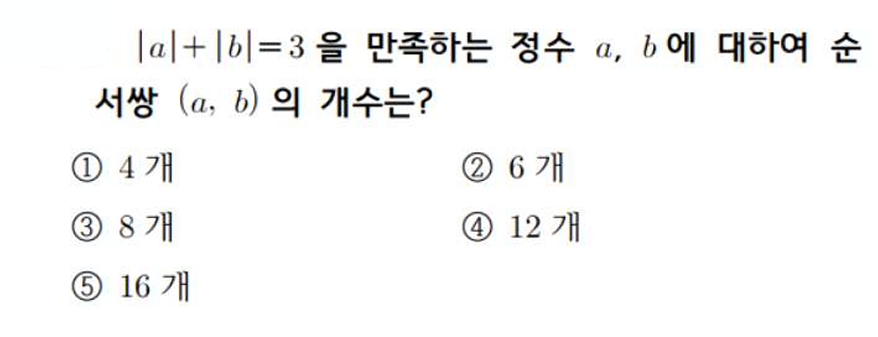 |a|+|b|=3 을 만족하는 정수 a, b 에 대하여 순
서쌍 (a, b) 의 개수는?
① 4 개 ② 6 개
③ 8 개 ④ 12 개
⑤ 16 개